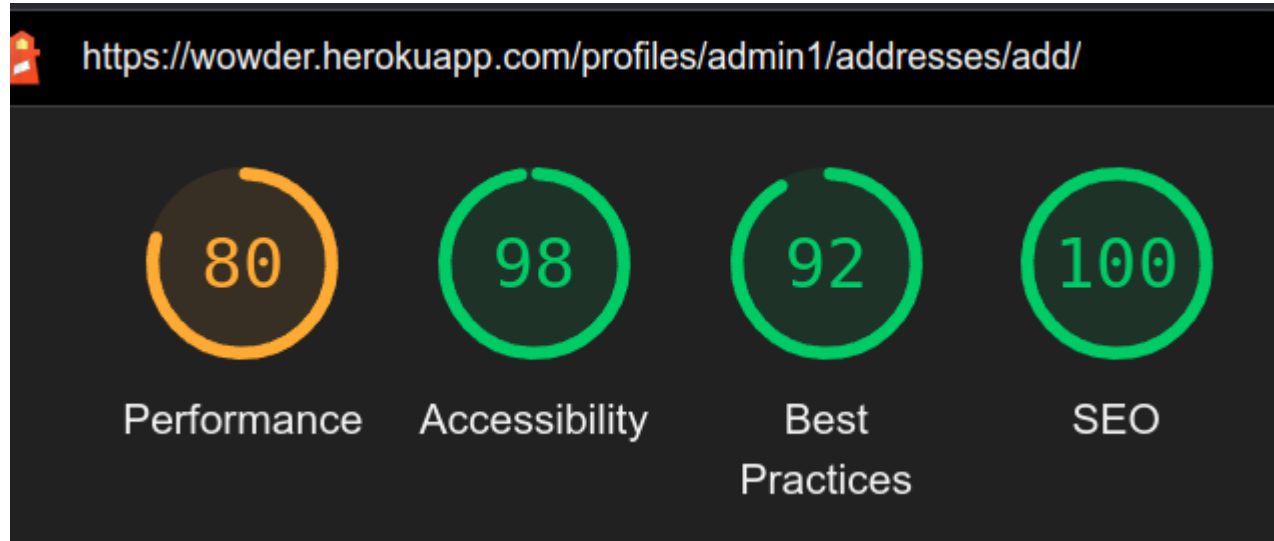 https://wowder.herokuapp.com/profiles/admin1/addresses/add/
80
98
92
100
Performance
Accessibility
Best
Practices
SEO